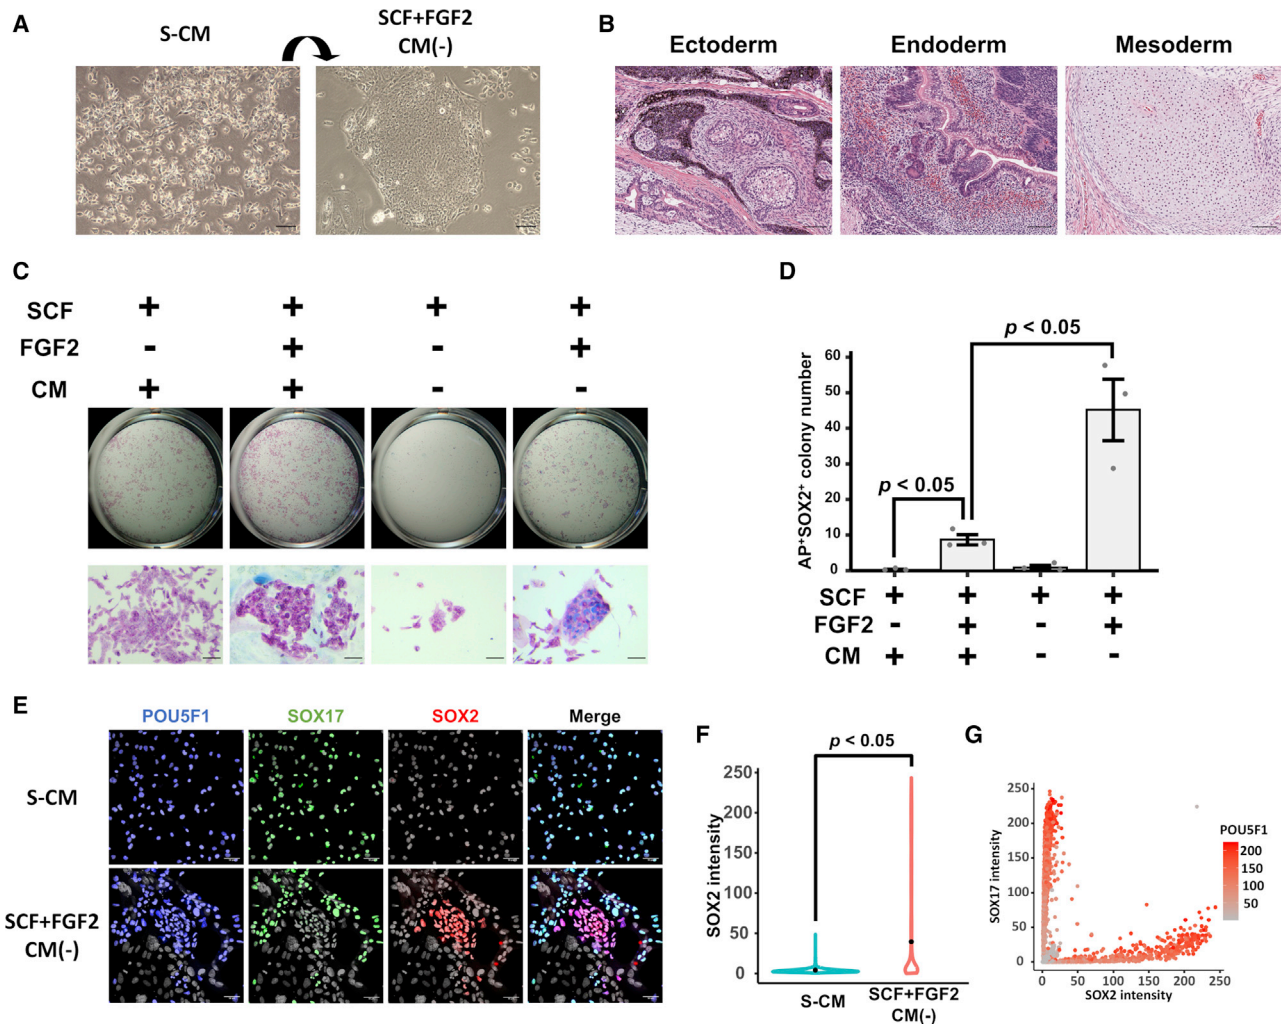 A
S-CM
SCF+FGF2
CM(-)
B
Ectoderm
Endoderm
Mesoderm
C
SCF + + + +
FGF2 - + - +
CM + + - -
D
AP⁺SOX2⁺ colony number
60
50
40
30
20
10
0
p < 0.05
p < 0.05
SCF + + + +
FGF2 - + - +
CM + + - -
E
POU5F1
SOX17
SOX2
Merge
S-CM
SCF+FGF2
CM(-)
F
p < 0.05
SOX2 intensity
250
200
150
100
50
0
S-CM
SCF+FGF2
CM(-)
G
SOX17 intensity
250
200
150
100
50
0
0 50 100 150 200 250
SOX2 intensity
POU5F1
200
150
100
50